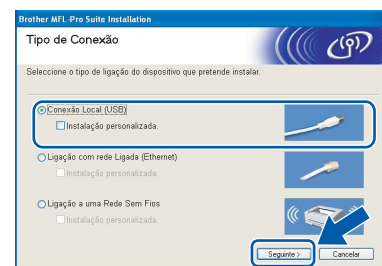 Brother MFL-Pro Suite Installation
Tipo de Conexão
Seleccione o tipo de ligação do dispositivo que pretende instalar.
Conexão Local (USB)
Instalação personalizada.
Ligação com rede Ligada (Ethernet)
Instalação personalizada.
Ligação a uma Rede Sem Fios
Instalação personalizada.
Seguinte >
Cancelar